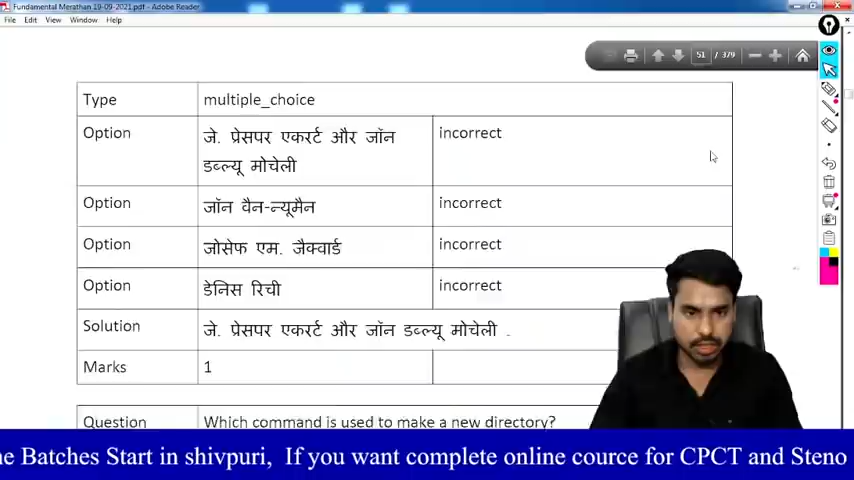 Fundamental Merathan 19-09-2021.pdf - Adobe Reader
File Edit View Window Help
51 / 379
Type multiple_choice
Option जे. प्रेसपर एकरर्ट और जॉन डब्ल्यू मोचेली incorrect
Option जॉन वैन-न्यूमैन incorrect
Option जोसेफ एम. जैक्वार्ड incorrect
Option डेनिस रिची incorrect
Solution जे. प्रेसपर एकरर्ट और जॉन डब्ल्यू मोचेली .
Marks 1
Question Which command is used to make a new directory?
ne Batches Start in shivpuri, If you want complete online cource for CPCT and Steno